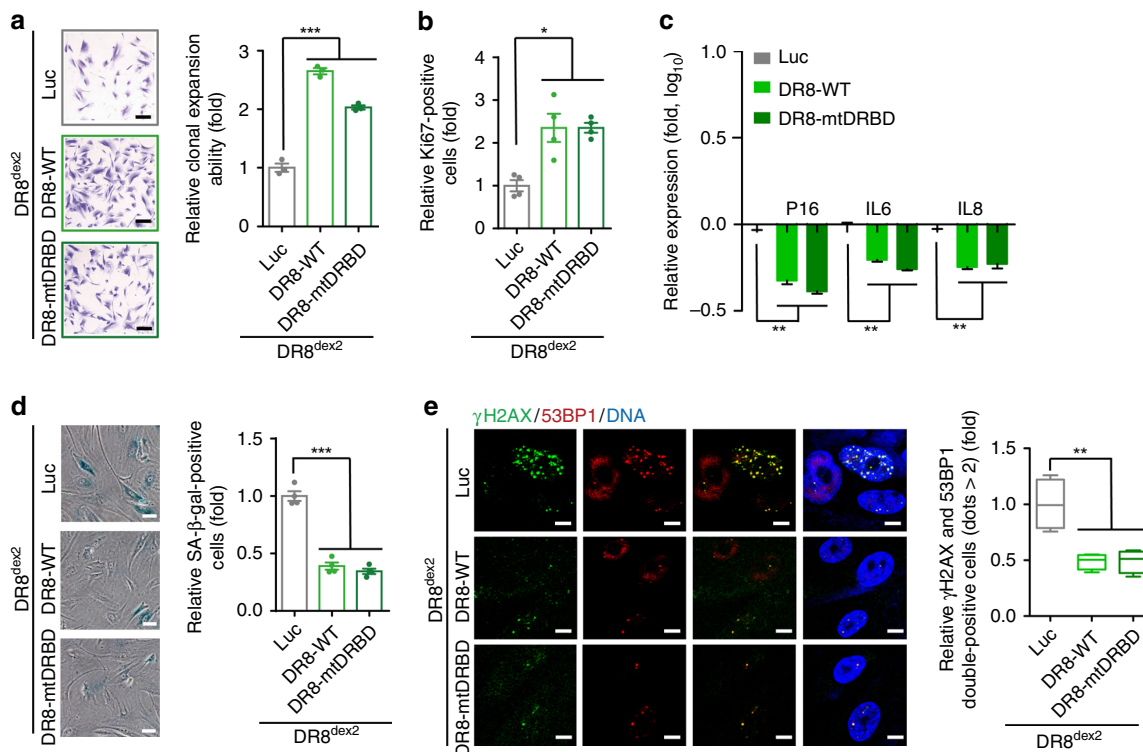 a
DR8dex2
Luc
DR8-WT
DR8-mtDRBD
Relative clonal expansion
ability (fold)
3
2
1
0
***
Luc
DR8-WT
DR8-mtDRBD
DR8dex2
b
Relative Ki67-positive
cells (fold)
4
2
0
*
Luc
DR8-WT
DR8-mtDRBD
DR8dex2
c
Relative expression (fold, log10)
1.0
0.5
0.0
−0.5
Luc
DR8-WT
DR8-mtDRBD
P16
IL6
IL8
**
**
**
d
DR8dex2
Luc
DR8-WT
DR8-mtDRBD
Relative SA-β-gal-positive
cells (fold)
1.5
1.0
0.5
0.0
***
Luc
DR8-WT
DR8-mtDRBD
DR8dex2
e
γH2AX/53BP1/DNA
DR8dex2
Luc
DR8-WT
DR8-mtDRBD
Relative γH2AX and 53BP1
double-positive cells (dots > 2) (fold)
1.5
1.0
0.5
0.0
**
Luc
DR8-WT
DR8-mtDRBD
DR8dex2